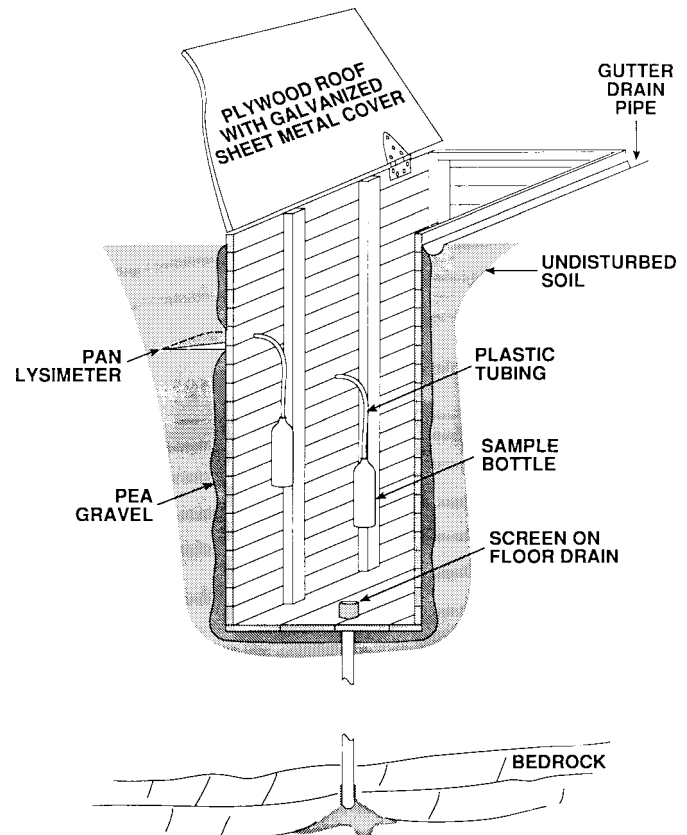 PLYWOOD ROOF
WITH GALVANIZED
SHEET METAL COVER
GUTTER
DRAIN
PIPE
UNDISTURBED
SOIL
PAN
LYSIMETER
PLASTIC
TUBING
SAMPLE
BOTTLE
PEA
GRAVEL
SCREEN ON
FLOOR DRAIN
BEDROCK